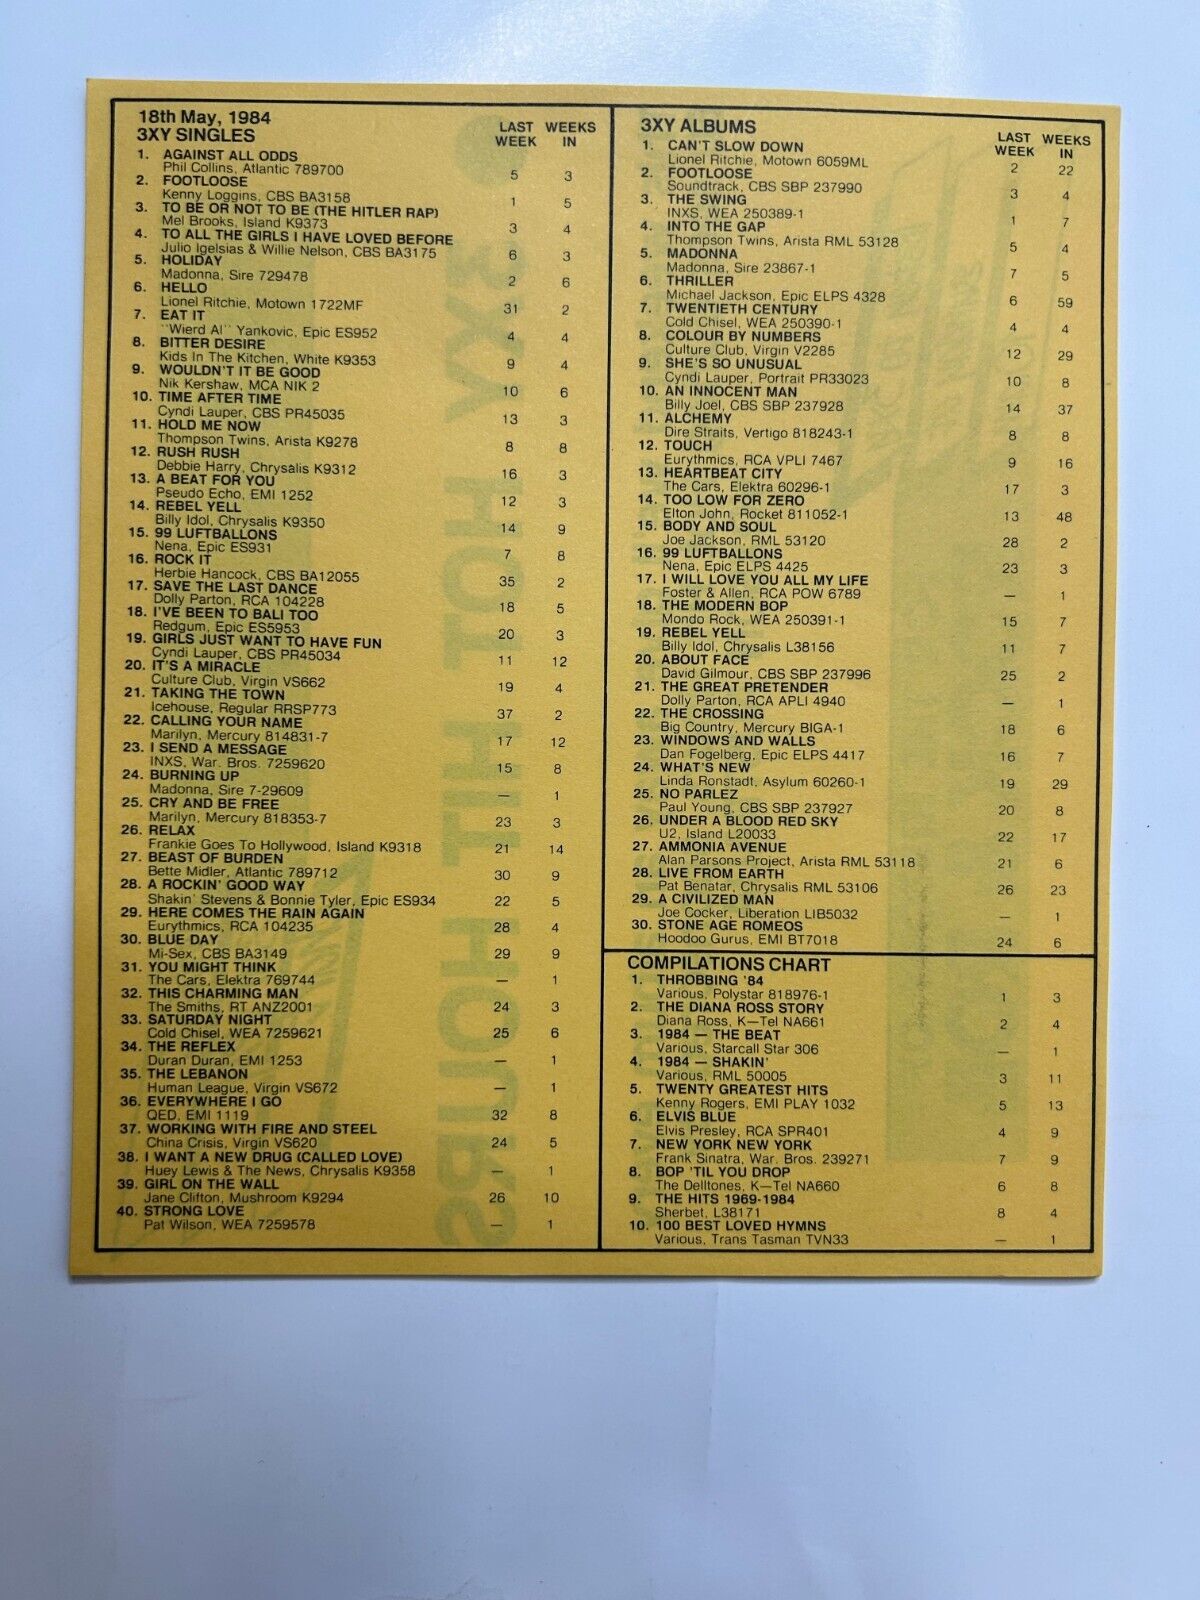 18th May, 1984
3XY SINGLES LAST WEEK WEEKS IN
1. AGAINST ALL ODDS
Phil Collins, Atlantic 789700 5 3
2. FOOTLOOSE
Kenny Loggins, CBS BA3158 1 5
3. TO BE OR NOT TO BE (THE HITLER RAP)
Mel Brooks, Island K9373 3 4
4. TO ALL THE GIRLS I HAVE LOVED BEFORE
Julio Igelsias & Willie Nelson, CBS BA3175 6 3
5. HOLIDAY
Madonna, Sire 729478 2 6
6. HELLO
Lionel Ritchie, Motown 1722MF 31 2
7. EAT IT
"Wierd Al" Yankovic, Epic ES952 4 4
8. BITTER DESIRE
Kids In The Kitchen, White K9353 9 4
9. WOULDN'T IT BE GOOD
Nik Kershaw, MCA NIK 2 10 6
10. TIME AFTER TIME
Cyndi Lauper, CBS PR45035 13 3
11. HOLD ME NOW
Thompson Twins, Arista K9278 8 8
12. RUSH RUSH
Debbie Harry, Chrysalis K9312 16 3
13. A BEAT FOR YOU
Pseudo Echo, EMI 1252 12 3
14. REBEL YELL
Billy Idol, Chrysalis K9350 14 9
15. 99 LUFTBALLONS
Nena, Epic ES931 7 8
16. ROCK IT
Herbie Hancock, CBS BA12055 35 2
17. SAVE THE LAST DANCE
Dolly Parton, RCA 104228 18 5
18. I'VE BEEN TO BALI TOO
Redgum, Epic ES5953 20 3
19. GIRLS JUST WANT TO HAVE FUN
Cyndi Lauper, CBS PR45034 11 12
20. IT'S A MIRACLE
Culture Club, Virgin VS662 19 4
21. TAKING THE TOWN
Icehouse, Regular RRSP773 37 2
22. CALLING YOUR NAME
Marilyn, Mercury 814831-7 17 12
23. I SEND A MESSAGE
INXS, War. Bros. 7259620 15 8
24. BURNING UP
Madonna, Sire 7-29609 — 1
25. CRY AND BE FREE
Marilyn, Mercury 818353-7 23 3
26. RELAX
Frankie Goes To Hollywood, Island K9318 21 14
27. BEAST OF BURDEN
Bette Midler, Atlantic 789712 30 9
28. A ROCKIN' GOOD WAY
Shakin' Stevens & Bonnie Tyler, Epic ES934 22 5
29. HERE COMES THE RAIN AGAIN
Eurythmics, RCA 104235 28 4
30. BLUE DAY
Mi-Sex, CBS BA3149 29 9
31. YOU MIGHT THINK
The Cars, Elektra 769744 — 1
32. THIS CHARMING MAN
The Smiths, RT ANZ2001 24 3
33. SATURDAY NIGHT
Cold Chisel, WEA 7259621 25 6
34. THE REFLEX
Duran Duran, EMI 1253 — 1
35. THE LEBANON
Human League, Virgin VS672 — 1
36. EVERYWHERE I GO
QED, EMI 1119 32 8
37. WORKING WITH FIRE AND STEEL
China Crisis, Virgin VS620 24 5
38. I WANT A NEW DRUG (CALLED LOVE)
Huey Lewis & The News, Chrysalis K9358 — 1
39. GIRL ON THE WALL
Jane Clifton, Mushroom K9294 26 10
40. STRONG LOVE
Pat Wilson, WEA 7259578 — 1
3XY ALBUMS LAST WEEK WEEKS IN
1. CAN'T SLOW DOWN
Lionel Ritchie, Motown 6059ML 2 22
2. FOOTLOOSE
Soundtrack, CBS SBP 237990 3 4
3. THE SWING
INXS, WEA 250389-1 1 7
4. INTO THE GAP
Thompson Twins, Arista RML 53128 5 4
5. MADONNA
Madonna, Sire 23867-1 7 5
6. THRILLER
Michael Jackson, Epic ELPS 4328 6 59
7. TWENTIETH CENTURY
Cold Chisel, WEA 250390-1 4 4
8. COLOUR BY NUMBERS
Culture Club, Virgin V2285 12 29
9. SHE'S SO UNUSUAL
Cyndi Lauper, Portrait PR33023 10 8
10. AN INNOCENT MAN
Billy Joel, CBS SBP 237928 14 37
11. ALCHEMY
Dire Straits, Vertigo 818243-1 8 8
12. TOUCH
Eurythmics, RCA VPLI 7467 9 16
13. HEARTBEAT CITY
The Cars, Elektra 60296-1 17 3
14. TOO LOW FOR ZERO
Elton John, Rocket 811052-1 13 48
15. BODY AND SOUL
Joe Jackson, RML 53120 28 2
16. 99 LUFTBALLONS
Nena, Epic ELPS 4425 23 3
17. I WILL LOVE YOU ALL MY LIFE
Foster & Allen, RCA POW 6789 — 1
18. THE MODERN BOP
Mondo Rock, WEA 250391-1 15 7
19. REBEL YELL
Billy Idol, Chrysalis L38156 11 7
20. ABOUT FACE
David Gilmour, CBS SBP 237996 25 2
21. THE GREAT PRETENDER
Dolly Parton, RCA APLI 4940 — 1
22. THE CROSSING
Big Country, Mercury BIGA-1 18 6
23. WINDOWS AND WALLS
Dan Fogelberg, Epic ELPS 4417 16 7
24. WHAT'S NEW
Linda Ronstadt, Asylum 60260-1 19 29
25. NO PARLEZ
Paul Young, CBS SBP 237927 20 8
26. UNDER A BLOOD RED SKY
U2, Island L20033 22 17
27. AMMONIA AVENUE
Alan Parsons Project, Arista RML 53118 21 6
28. LIVE FROM EARTH
Pat Benatar, Chrysalis RML 53106 26 23
29. A CIVILIZED MAN
Joe Cocker, Liberation LIB5032 — 1
30. STONE AGE ROMEOS
Hoodoo Gurus, EMI BT7018 24 6
COMPILATIONS CHART
1. THROBBING '84
Various, Polystar 818976-1 1 3
2. THE DIANA ROSS STORY
Diana Ross, K—Tel NA661 2 4
3. 1984 — THE BEAT
Various, Starcall Star 306 — 1
4. 1984 — SHAKIN'
Various, RML 50005 3 11
5. TWENTY GREATEST HITS
Kenny Rogers, EMI PLAY 1032 5 13
6. ELVIS BLUE
Elvis Presley, RCA SPR401 4 9
7. NEW YORK NEW YORK
Frank Sinatra, War. Bros. 239271 7 9
8. BOP 'TIL YOU DROP
The Delltones, K—Tel NA660 6 8
9. THE HITS 1969-1984
Sherbet, L38171 8 4
10. 100 BEST LOVED HYMNS
Various, Trans Tasman TVN33 — 1